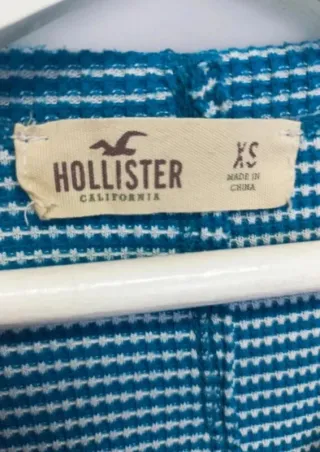 HOLLISTER
CALIFORNIA
XS
MADE IN
CHINA